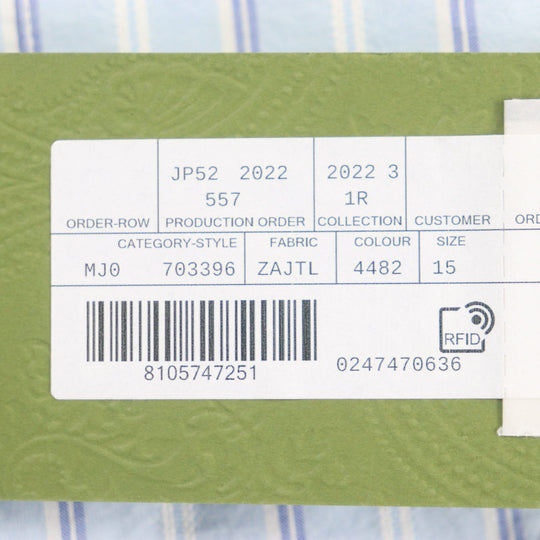 JP52 2022
557
2022 3
1R
ORDER-ROW
PRODUCTION ORDER
COLLECTION
CUSTOMER
CATEGORY-STYLE
FABRIC
COLOUR
SIZE
MJ0 703396
ZAJTL
4482
15
8105747251
0247470636
RFID